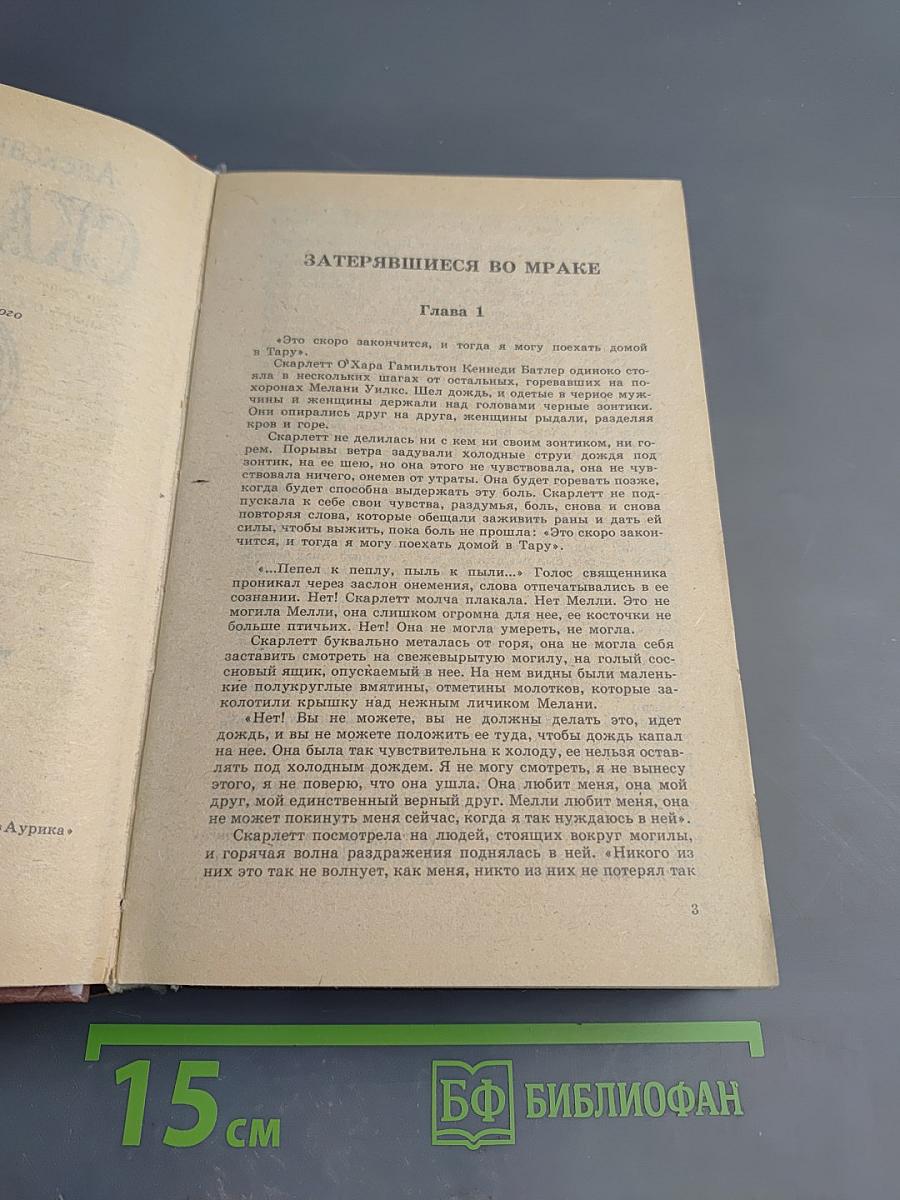 ого
«Аурика»
ЗАТЕРЯВШИЕСЯ ВО МРАКЕ
Глава 1
«Это скоро закончится, и тогда я могу поехать домой
в Тару».
Скарлетт О'Хара Гамильтон Кеннеди Батлер одиноко сто-
яла в нескольких шагах от остальных, горевавших на по-
хоронах Мелани Уилкс. Шел дождь, и одетые в черное муж-
чины и женщины держали над головами черные зонтики.
Они опирались друг на друга, женщины рыдали, разделяя
кров и горе.
Скарлетт не делилась ни с кем ни своим зонтиком, ни го-
рем. Порывы ветра задували холодные струи дождя под
зонтик, на ее шею, но она этого не чувствовала, она не чув-
ствовала ничего, онемев от утраты. Она будет горевать позже,
когда будет способна выдержать эту боль. Скарлетт не под-
пускала к себе свои чувства, раздумья, боль, снова и снова
повторяя слова, которые обещали заживить раны и дать ей
силы, чтобы выжить, пока боль не прошла: «Это скоро закон-
чится, и тогда я могу поехать домой в Тару».
«...Пепел к пеплу, пыль к пыли...» Голос священника
проникал через заслон онемения, слова отпечатывались в ее
сознании. Нет! Скарлетт молча плакала. Нет Мелли. Это не
могила Мелли, она слишком огромна для нее, ее косточки не
больше птичьих. Нет! Она не могла умереть, не могла.
Скарлетт буквально металась от горя, она не могла себя
заставить смотреть на свежевырытую могилу, на голый сос-
новый ящик, опускаемый в нее. На нем видны были малень-
кие полукруглые вмятины, отметины молотков, которые за-
колотили крышку над нежным личиком Мелани.
«Нет! Вы не можете, вы не должны делать это, идет
дождь, и вы не можете положить ее туда, чтобы дождь капал
на нее. Она была так чувствительна к холоду, ее нельзя остав-
лять под холодным дождем. Я не могу смотреть, я не вынесу
этого, я не поверю, что она ушла. Она любит меня, она мой
друг, мой единственный верный друг. Мелли любит меня, она
не может покинуть меня сейчас, когда я так нуждаюсь в ней».
Скарлетт посмотрела на людей, стоящих вокруг могилы,
и горячая волна раздражения поднялась в ней. «Никого из
них это так не волнует, как меня, никто из них не потерял так
3
15 см
БФ БИБЛИОФАН